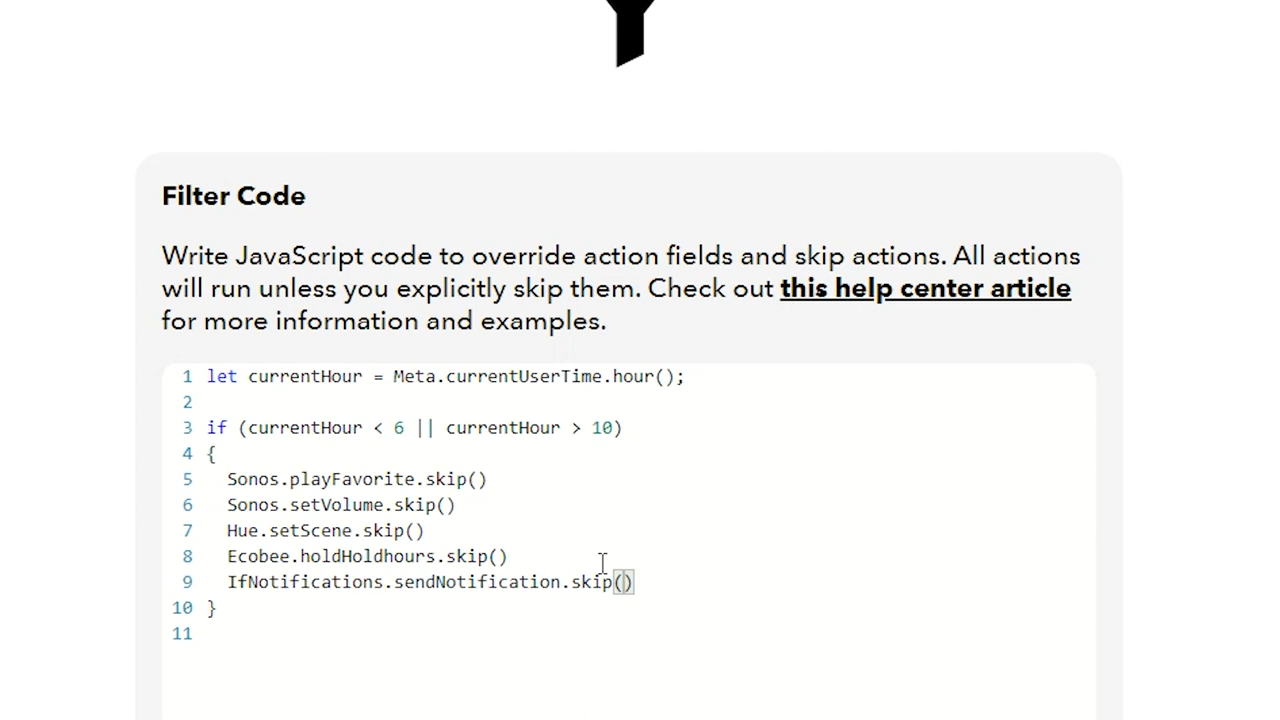 Filter Code
Write JavaScript code to override action fields and skip actions. All actions
will run unless you explicitly skip them. Check out this help center article
for more information and examples.
1 let currentHour = Meta.currentUserTime.hour();
2
3 if (currentHour < 6 || currentHour > 10)
4 {
5 Sonos.playFavorite.skip()
6 Sonos.setVolume.skip()
7 Hue.setScene.skip()
8 Ecobee.holdHoldhours.skip()
9 IfNotifications.sendNotification.skip()
10 }
11